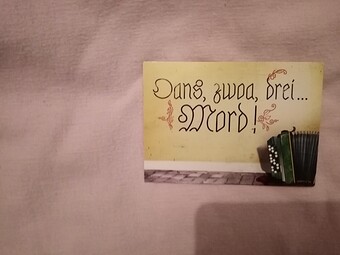 Oans, zwoa, drei...
Mord!